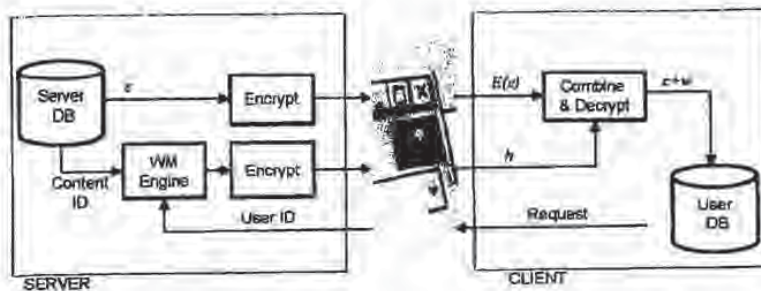 Server DB
c
Encrypt
E(c)
Combine & Decrypt
c+w
Content ID
WM Engine
Encrypt
h
User DB
User ID
Request
SERVER
CLIENT